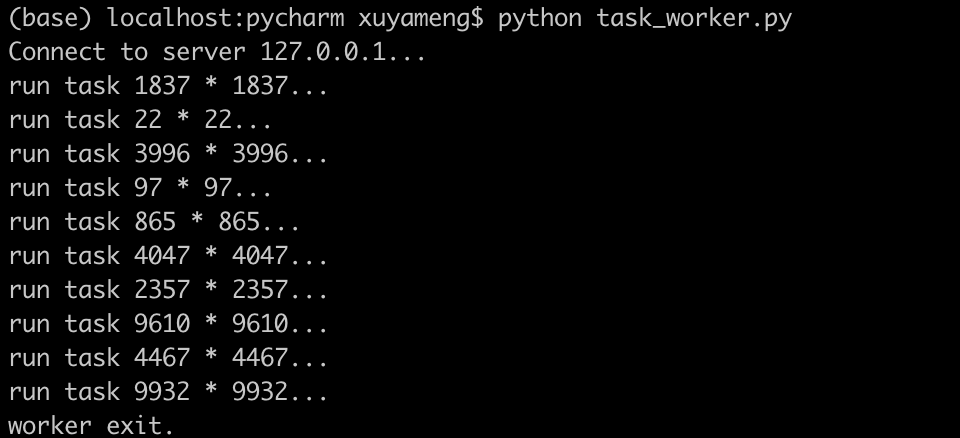 (base) localhost:pycharm xuyameng$ python task_worker.py
Connect to server 127.0.0.1...
run task 1837 * 1837...
run task 22 * 22...
run task 3996 * 3996...
run task 97 * 97...
run task 865 * 865...
run task 4047 * 4047...
run task 2357 * 2357...
run task 9610 * 9610...
run task 4467 * 4467...
run task 9932 * 9932...
worker exit.